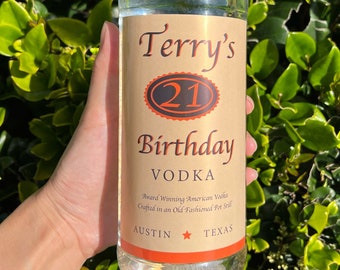 Terry's
21
Birthday
VODKA
Award Winning American Vodka
Crafted in an Old Fashioned Pot Still
AUSTIN ★ TEXAS